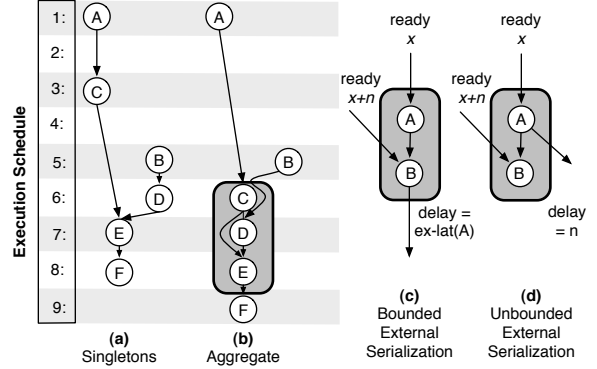 Execution Schedule
1:
2:
3:
4:
5:
6:
7:
8:
9:
A
C
B
D
E
F
(a)
Singletons
A
B
C
D
E
F
(b)
Aggregate
ready
x
ready
x+n
A
B
delay =
ex-lat(A)
(c)
Bounded
External
Serialization
ready
x
ready
x+n
A
B
delay
= n
(d)
Unbounded
External
Serialization